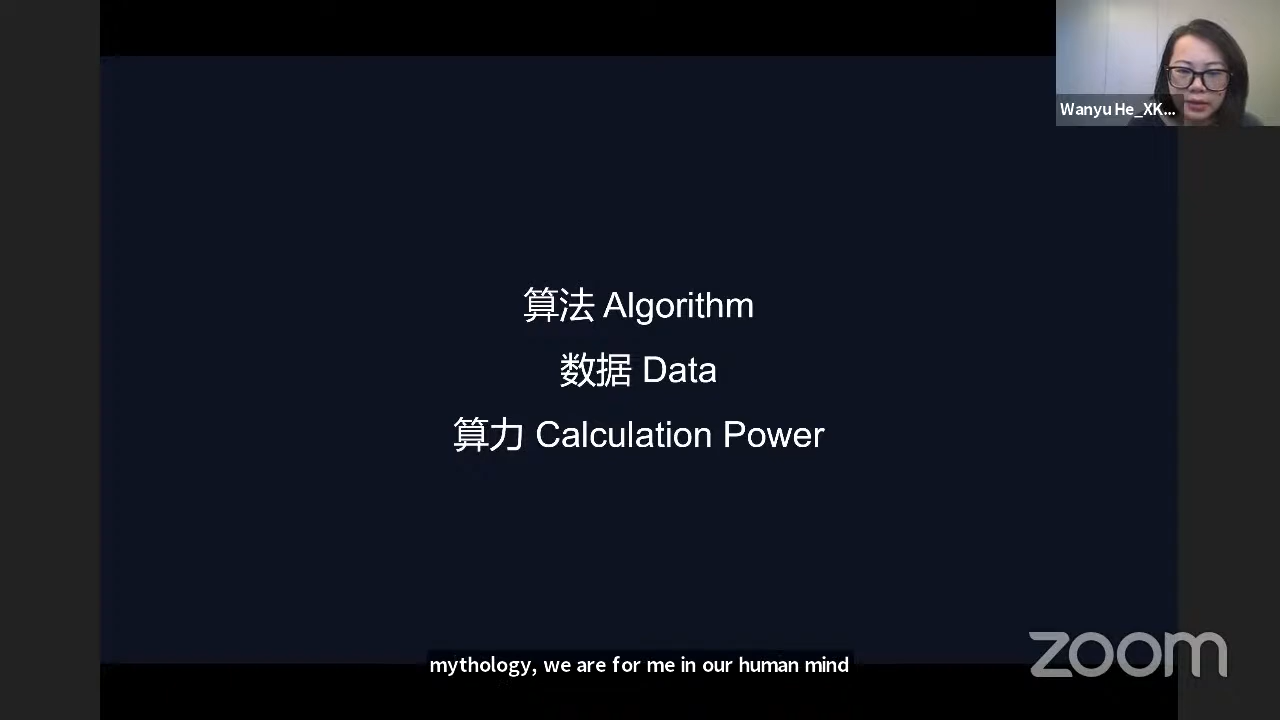 Wanyu He_XK...
算法 Algorithm
数据 Data
算力 Calculation Power
mythology, we are for me in our human mind
zoom